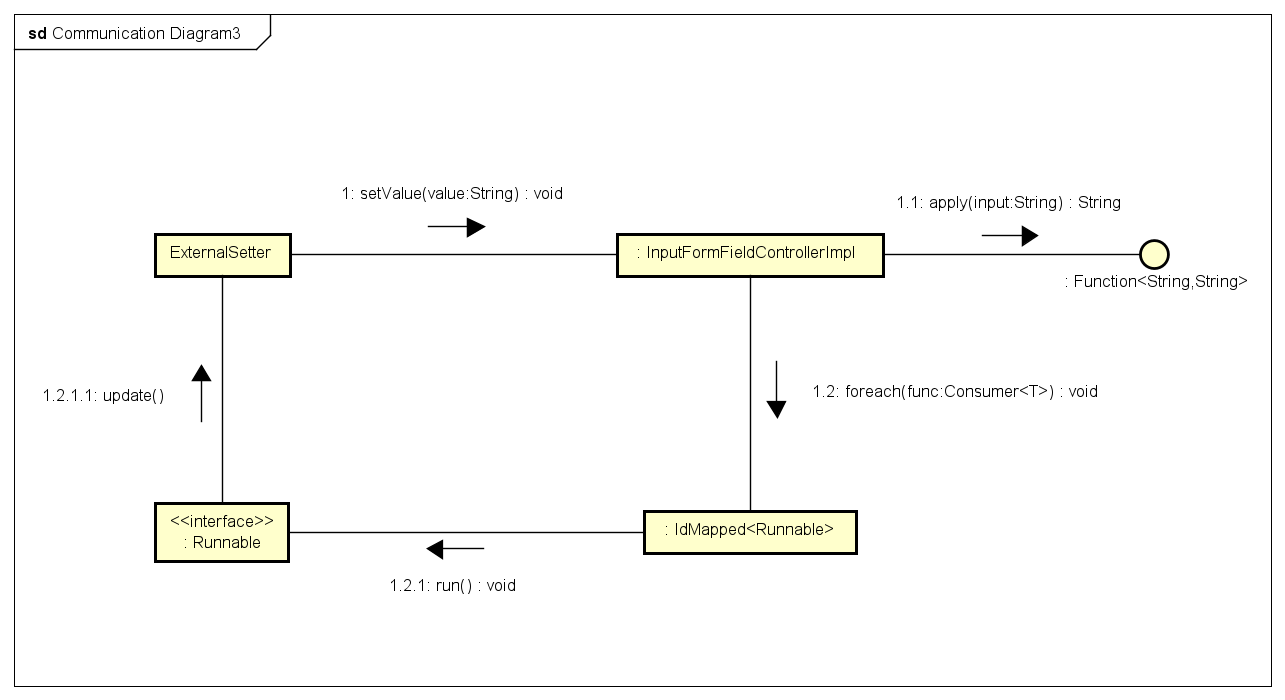 sd Communication Diagram3
1: setValue(value:String) : void
1.1: apply(input:String) : String
ExternalSetter
: InputFormFieldControllerImpl
: Function<String,String>
1.2.1.1: update()
1.2: foreach(func:Consumer<T>) : void
<<interface>>
: Runnable
: IdMapped<Runnable>
1.2.1: run() : void